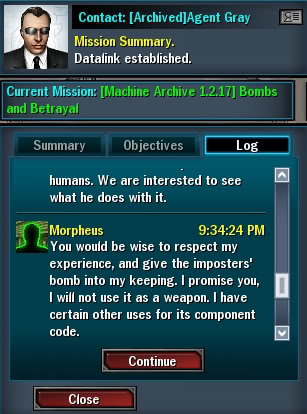 Contact: [Archived]Agent Gray
Mission Summary.
Datalink established.
Current Mission: [Machine Archive 1.2.17] Bombs
and Betrayal
Summary
Objectives
Log
humans. We are interested to see
what he does with it.
Morpheus 9:34:24 PM
You would be wise to respect my
experience, and give the imposters'
bomb into my keeping. I promise you,
I will not use it as a weapon. I have
certain other uses for its component
code.
Continue
Close